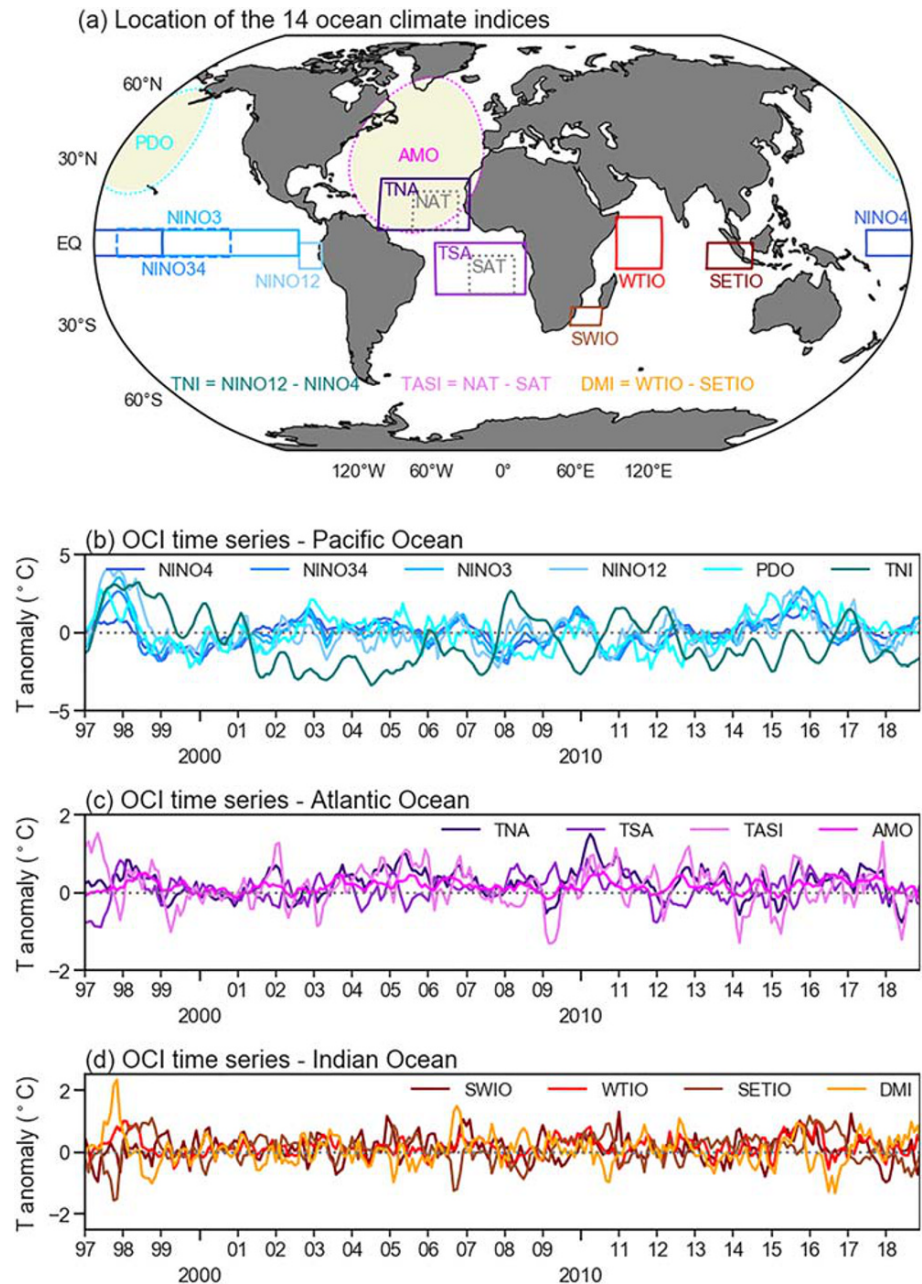 (a) Location of the 14 ocean climate indices
60°N
PDO
AMO
30°N
TNA
NAT
NINO3
NINO4
EQ
NINO34
NINO12
TSA
SAT
WTIO
SETIO
30°S
SWIO
TNI = NINO12 - NINO4 TASI = NAT - SAT DMI = WTIO - SETIO
60°S
120°W 60°W 0° 60°E 120°E
(b) OCI time series - Pacific Ocean
NINO4 NINO34 NINO3 NINO12 PDO TNI
T anomaly (°C)
5
0
−5
97 98 99 01 02 03 04 05 06 07 08 09 11 12 13 14 15 16 17 18
2000 2010
(c) OCI time series - Atlantic Ocean
TNA TSA TASI AMO
T anomaly (°C)
2
0
−2
97 98 99 01 02 03 04 05 06 07 08 09 11 12 13 14 15 16 17 18
2000 2010
(d) OCI time series - Indian Ocean
SWIO WTIO SETIO DMI
T anomaly (°C)
2
0
−2
97 98 99 01 02 03 04 05 06 07 08 09 11 12 13 14 15 16 17 18
2000 2010